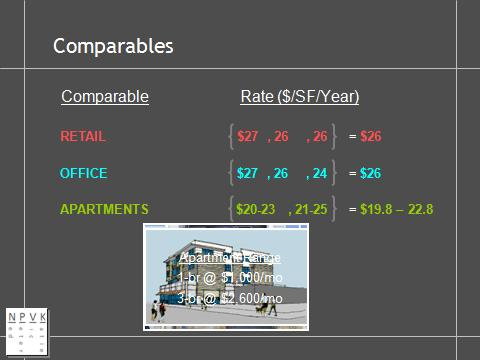 Comparables
Comparable Rate ($/SF/Year)
RETAIL { $27 , 26 , 26 } = $26
OFFICE { $27 , 26 , 24 } = $26
APARTMENTS { $20-23 , 21-25 } = $19.8 – 22.8
Apartment Range
1-br @ $1,000/mo
3-br @ $2,600/mo
N P V K